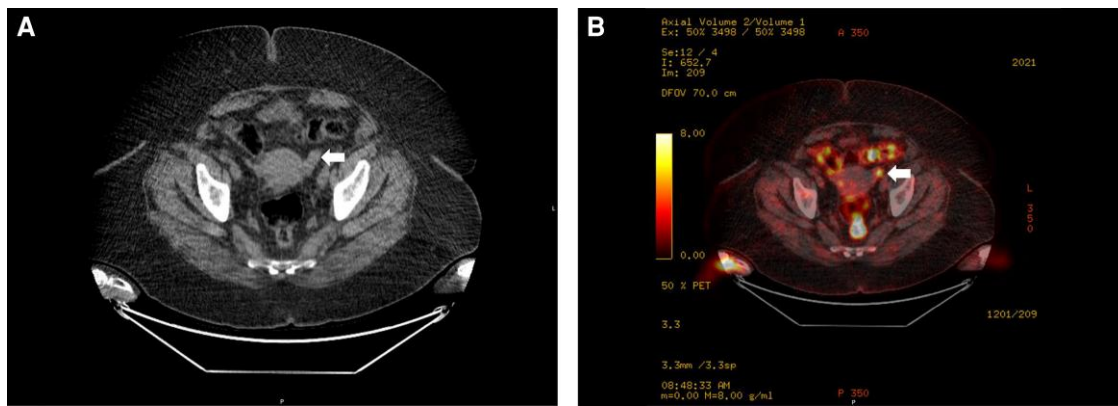 A
L
P
B
Axial Volume 2/Volume 1
Ex: 50% 3498 / 50% 3498
A 350
Se:12 / 4
I: 652.7
Im: 209
2021
DFOV 70.0 cm
8.00
L
350
0.00
50 % PET
1201/209
3.3
3.3mm /3.3sp
08:48:33 AM
m=0.00 M=8.00 g/ml
P 350
P